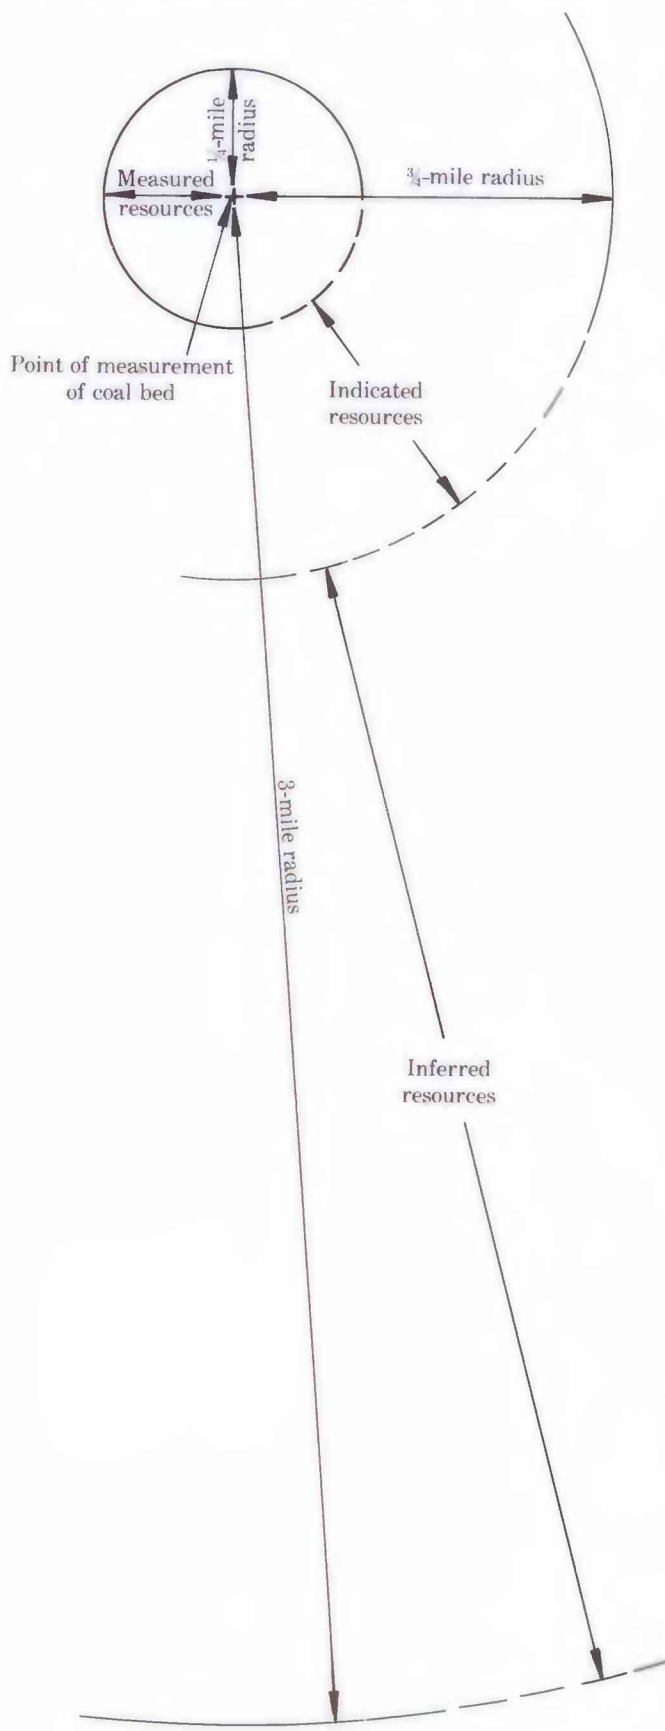 ¼-mile
radius
Measured
resources
¾-mile radius
Point of measurement
of coal bed
Indicated
resources
3-mile radius
Inferred
resources